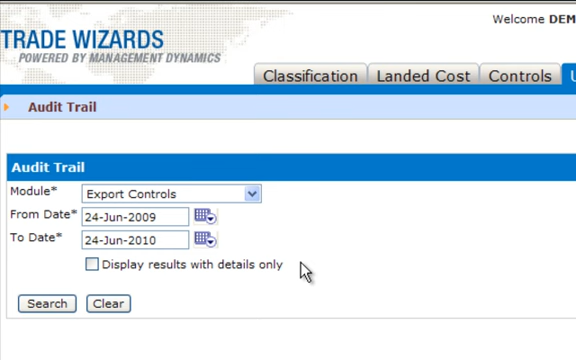 Welcome DEM
TRADE WIZARDS
POWERED BY MANAGEMENT DYNAMICS
Classification Landed Cost Controls U
Audit Trail
Audit Trail
Module* Export Controls
From Date* 24-Jun-2009
To Date* 24-Jun-2010
Display results with details only
Search Clear